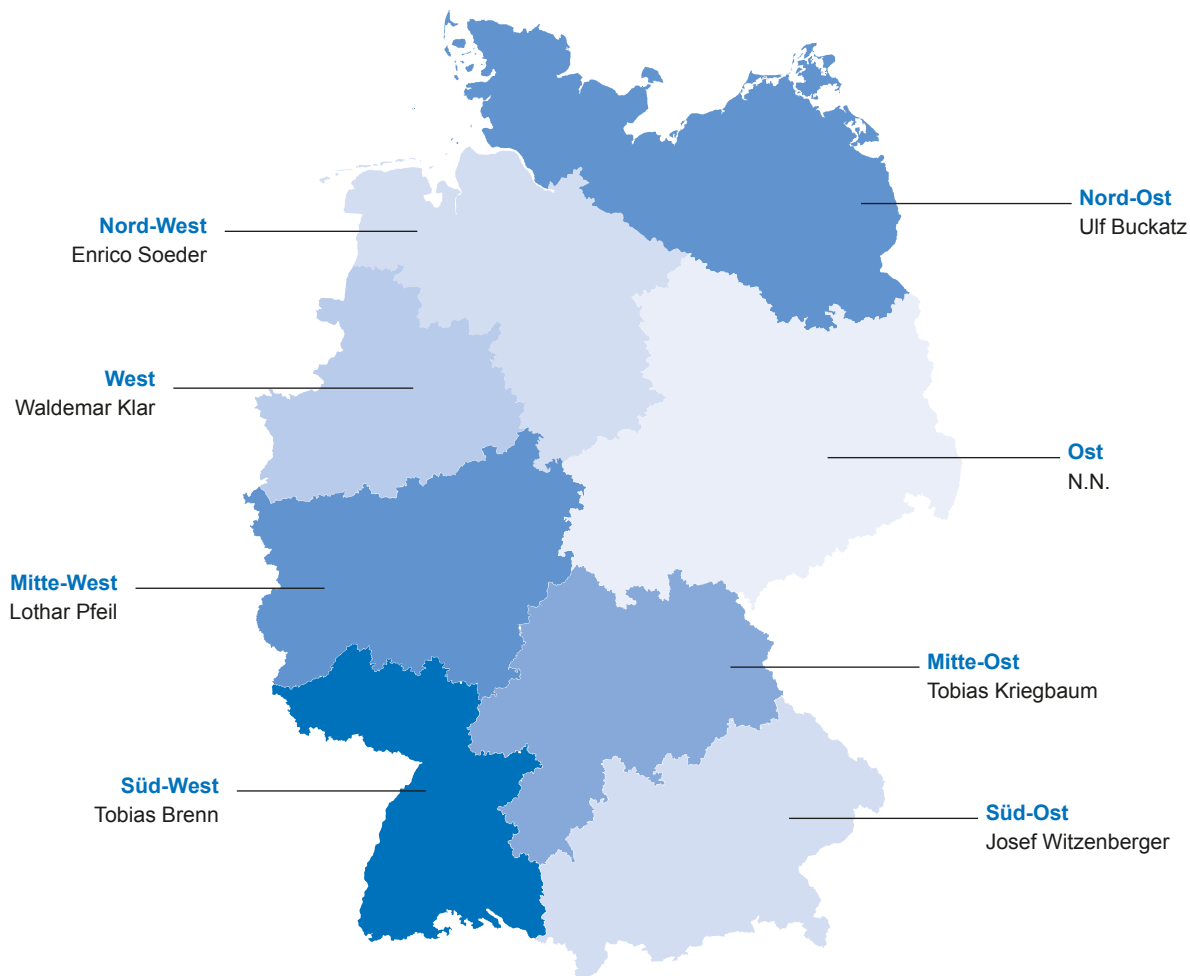 Nord-Ost
Ulf Buckatz
Nord-West
Enrico Soeder
West
Waldemar Klar
Ost
N.N.
Mitte-West
Lothar Pfeil
Mitte-Ost
Tobias Kriegbaum
Süd-West
Tobias Brenn
Süd-Ost
Josef Witzenberger